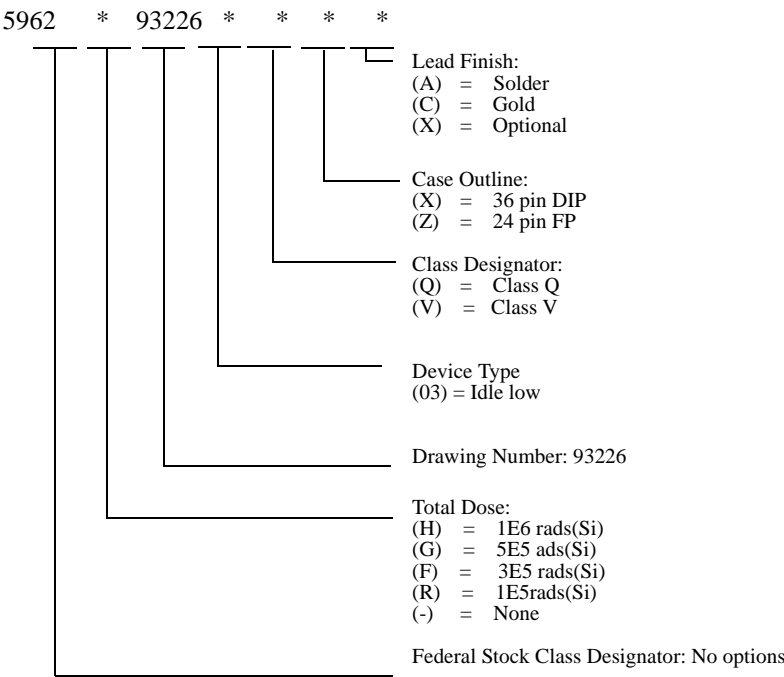 5962 * 93226 * * * *
Lead Finish:
(A) = Solder
(C) = Gold
(X) = Optional
Case Outline:
(X) = 36 pin DIP
(Z) = 24 pin FP
Class Designator:
(Q) = Class Q
(V) = Class V
Device Type
(03) = Idle low
Drawing Number: 93226
Total Dose:
(H) = 1E6 rads(Si)
(G) = 5E5 ads(Si)
(F) = 3E5 rads(Si)
(R) = 1E5rads(Si)
(-) = None
Federal Stock Class Designator: No options